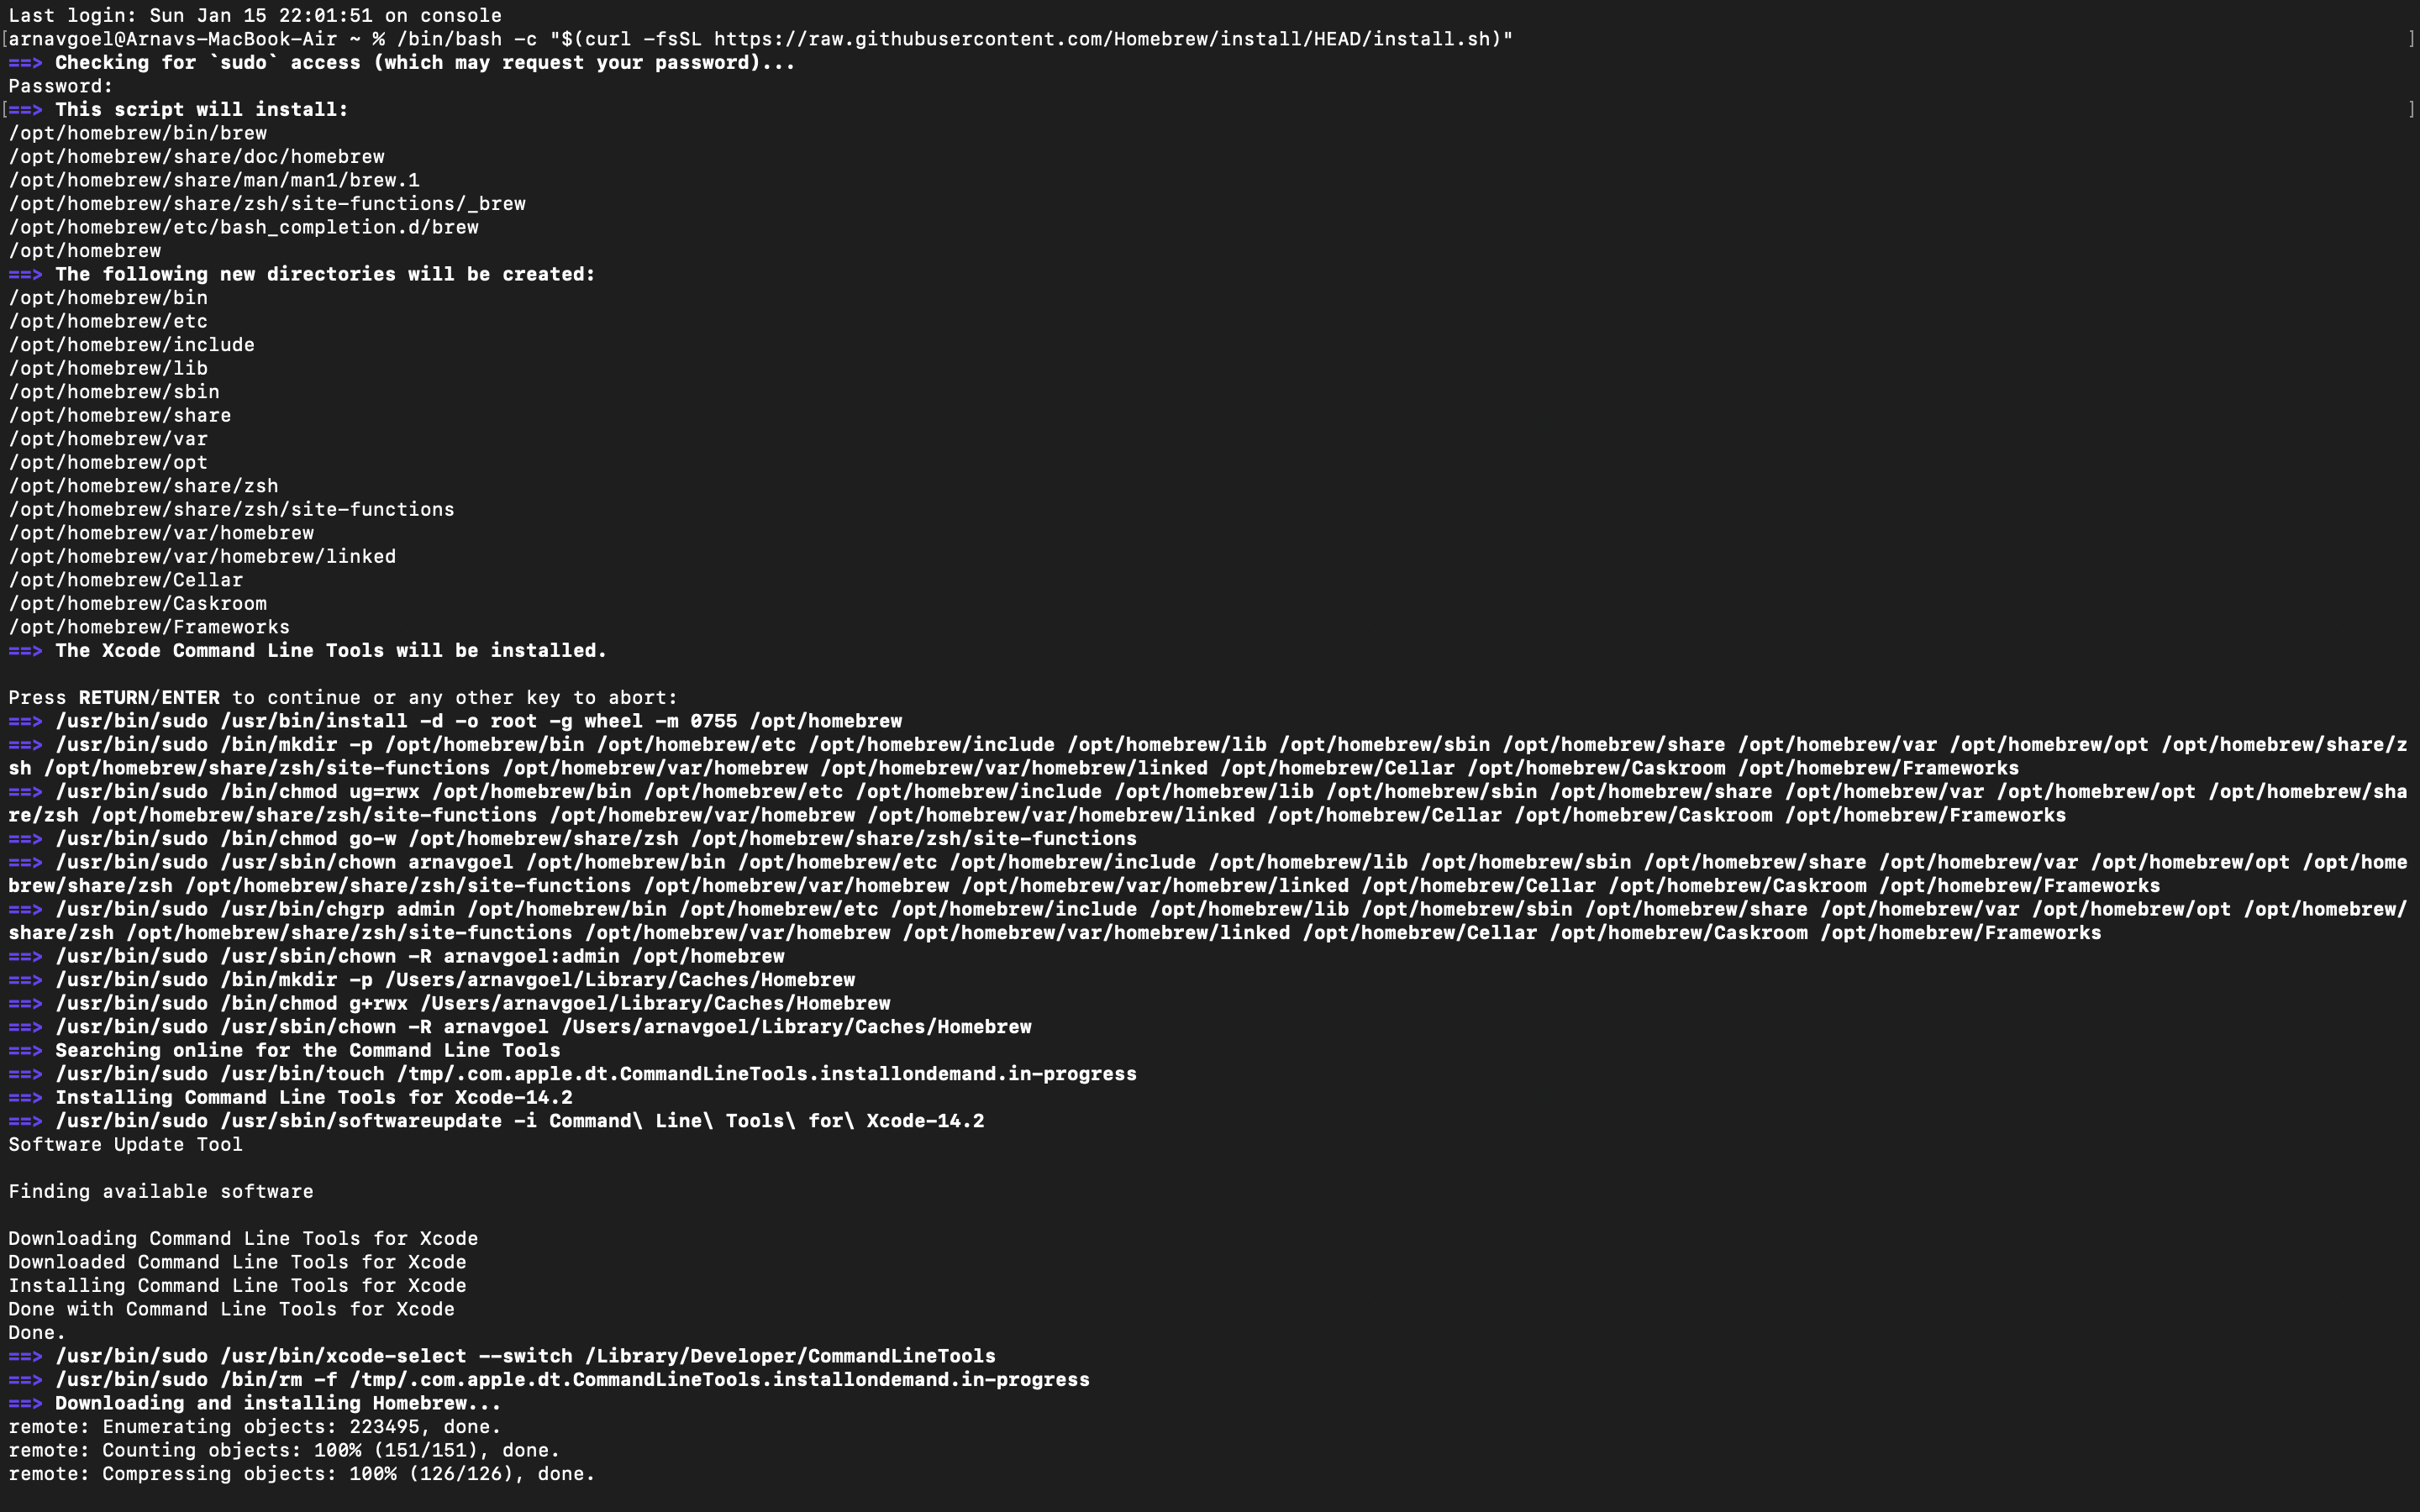 Last login: Sun Jan 15 22:01:51 on console
[arnavgoel@Arnavs-MacBook-Air ~ % /bin/bash -c "$(curl -fsSL https://raw.githubusercontent.com/Homebrew/install/HEAD/install.sh)" ]
==> Checking for `sudo` access (which may request your password)...
Password:
[==> This script will install: ]
/opt/homebrew/bin/brew
/opt/homebrew/share/doc/homebrew
/opt/homebrew/share/man/man1/brew.1
/opt/homebrew/share/zsh/site-functions/_brew
/opt/homebrew/etc/bash_completion.d/brew
/opt/homebrew
==> The following new directories will be created:
/opt/homebrew/bin
/opt/homebrew/etc
/opt/homebrew/include
/opt/homebrew/lib
/opt/homebrew/sbin
/opt/homebrew/share
/opt/homebrew/var
/opt/homebrew/opt
/opt/homebrew/share/zsh
/opt/homebrew/share/zsh/site-functions
/opt/homebrew/var/homebrew
/opt/homebrew/var/homebrew/linked
/opt/homebrew/Cellar
/opt/homebrew/Caskroom
/opt/homebrew/Frameworks
==> The Xcode Command Line Tools will be installed.

Press RETURN/ENTER to continue or any other key to abort:
==> /usr/bin/sudo /usr/bin/install -d -o root -g wheel -m 0755 /opt/homebrew
==> /usr/bin/sudo /bin/mkdir -p /opt/homebrew/bin /opt/homebrew/etc /opt/homebrew/include /opt/homebrew/lib /opt/homebrew/sbin /opt/homebrew/share /opt/homebrew/var /opt/homebrew/opt /opt/homebrew/share/z
sh /opt/homebrew/share/zsh/site-functions /opt/homebrew/var/homebrew /opt/homebrew/var/homebrew/linked /opt/homebrew/Cellar /opt/homebrew/Caskroom /opt/homebrew/Frameworks
==> /usr/bin/sudo /bin/chmod ug=rwx /opt/homebrew/bin /opt/homebrew/etc /opt/homebrew/include /opt/homebrew/lib /opt/homebrew/sbin /opt/homebrew/share /opt/homebrew/var /opt/homebrew/opt /opt/homebrew/sha
re/zsh /opt/homebrew/share/zsh/site-functions /opt/homebrew/var/homebrew /opt/homebrew/var/homebrew/linked /opt/homebrew/Cellar /opt/homebrew/Caskroom /opt/homebrew/Frameworks
==> /usr/bin/sudo /bin/chmod go-w /opt/homebrew/share/zsh /opt/homebrew/share/zsh/site-functions
==> /usr/bin/sudo /usr/sbin/chown arnavgoel /opt/homebrew/bin /opt/homebrew/etc /opt/homebrew/include /opt/homebrew/lib /opt/homebrew/sbin /opt/homebrew/share /opt/homebrew/var /opt/homebrew/opt /opt/home
brew/share/zsh /opt/homebrew/share/zsh/site-functions /opt/homebrew/var/homebrew /opt/homebrew/var/homebrew/linked /opt/homebrew/Cellar /opt/homebrew/Caskroom /opt/homebrew/Frameworks
==> /usr/bin/sudo /usr/bin/chgrp admin /opt/homebrew/bin /opt/homebrew/etc /opt/homebrew/include /opt/homebrew/lib /opt/homebrew/sbin /opt/homebrew/share /opt/homebrew/var /opt/homebrew/opt /opt/homebrew/
share/zsh /opt/homebrew/share/zsh/site-functions /opt/homebrew/var/homebrew /opt/homebrew/var/homebrew/linked /opt/homebrew/Cellar /opt/homebrew/Caskroom /opt/homebrew/Frameworks
==> /usr/bin/sudo /usr/sbin/chown -R arnavgoel:admin /opt/homebrew
==> /usr/bin/sudo /bin/mkdir -p /Users/arnavgoel/Library/Caches/Homebrew
==> /usr/bin/sudo /bin/chmod g+rwx /Users/arnavgoel/Library/Caches/Homebrew
==> /usr/bin/sudo /usr/sbin/chown -R arnavgoel /Users/arnavgoel/Library/Caches/Homebrew
==> Searching online for the Command Line Tools
==> /usr/bin/sudo /usr/bin/touch /tmp/.com.apple.dt.CommandLineTools.installondemand.in-progress
==> Installing Command Line Tools for Xcode-14.2
==> /usr/bin/sudo /usr/sbin/softwareupdate -i Command\ Line\ Tools\ for\ Xcode-14.2
Software Update Tool

Finding available software

Downloading Command Line Tools for Xcode
Downloaded Command Line Tools for Xcode
Installing Command Line Tools for Xcode
Done with Command Line Tools for Xcode
Done.
==> /usr/bin/sudo /usr/bin/xcode-select --switch /Library/Developer/CommandLineTools
==> /usr/bin/sudo /bin/rm -f /tmp/.com.apple.dt.CommandLineTools.installondemand.in-progress
==> Downloading and installing Homebrew...
remote: Enumerating objects: 223495, done.
remote: Counting objects: 100% (151/151), done.
remote: Compressing objects: 100% (126/126), done.